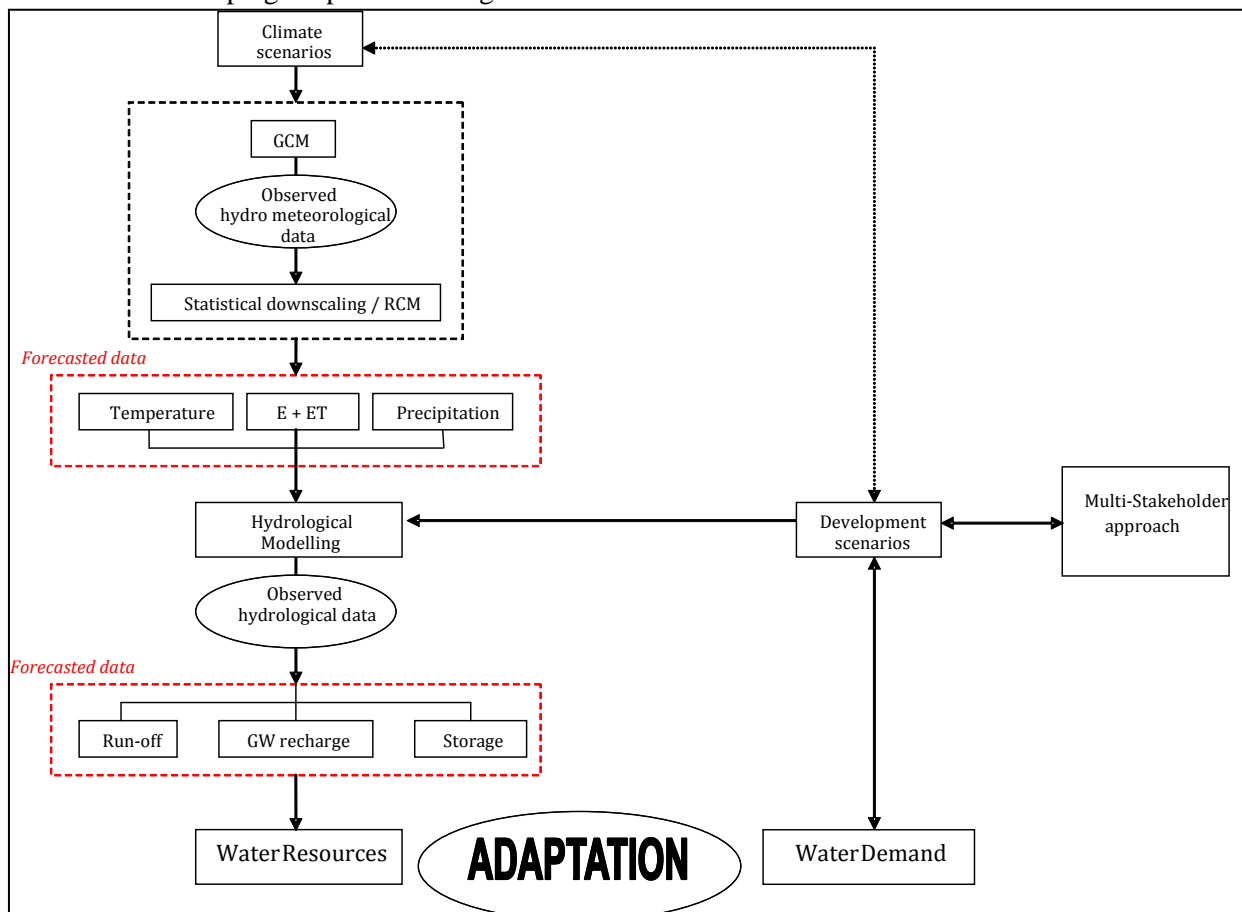 Climate
scenarios
GCM
Observed
hydro meteorological
data
Statistical downscaling / RCM
Forecasted data
Temperature
E + ET
Precipitation
Hydrological
Modelling
Development
scenarios
Multi-Stakeholder
approach
Observed
hydrological data
Forecasted data
Run-off
GW recharge
Storage
WaterResources
ADAPTATION
WaterDemand